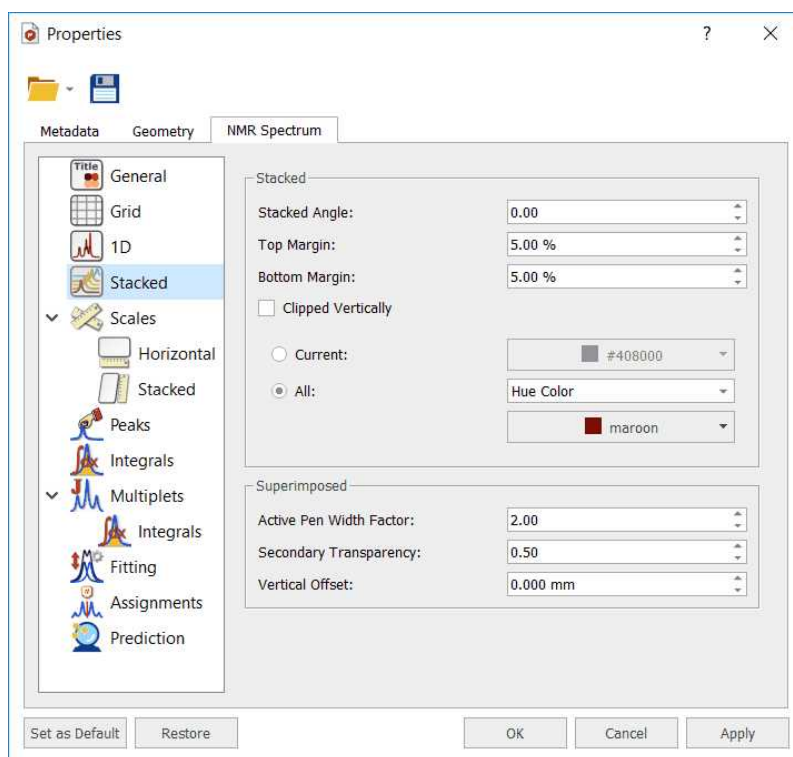 Properties
?
Metadata Geometry NMR Spectrum
Title
General
Grid
1D
Stacked
Scales
Horizontal
Stacked
Peaks
Integrals
Multiplets
Integrals
Fitting
Assignments
Prediction
Stacked
Stacked Angle: 0.00
Top Margin: 5.00 %
Bottom Margin: 5.00 %
Clipped Vertically
Current: #408000
All: Hue Color
maroon
Superimposed
Active Pen Width Factor: 2.00
Secondary Transparency: 0.50
Vertical Offset: 0.000 mm
Set as Default Restore OK Cancel Apply